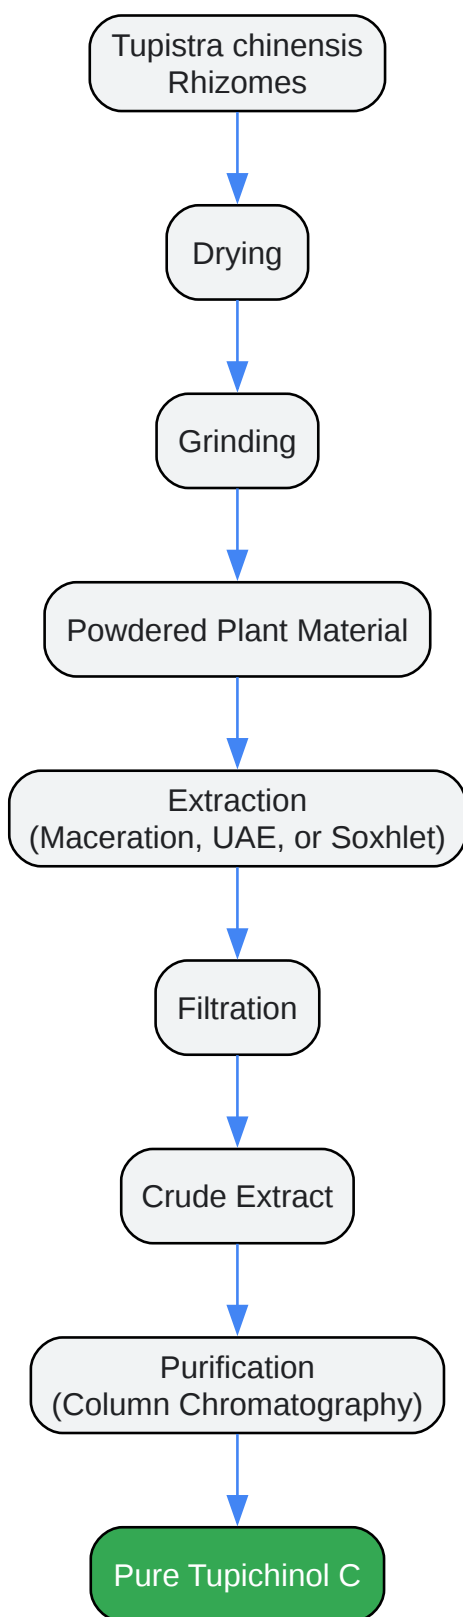 Tupistra chinensis
Rhizomes
Drying
Grinding
Powdered Plant Material
Extraction
(Maceration, UAE, or Soxhlet)
Filtration
Crude Extract
Purification
(Column Chromatography)
Pure Tupichinol C